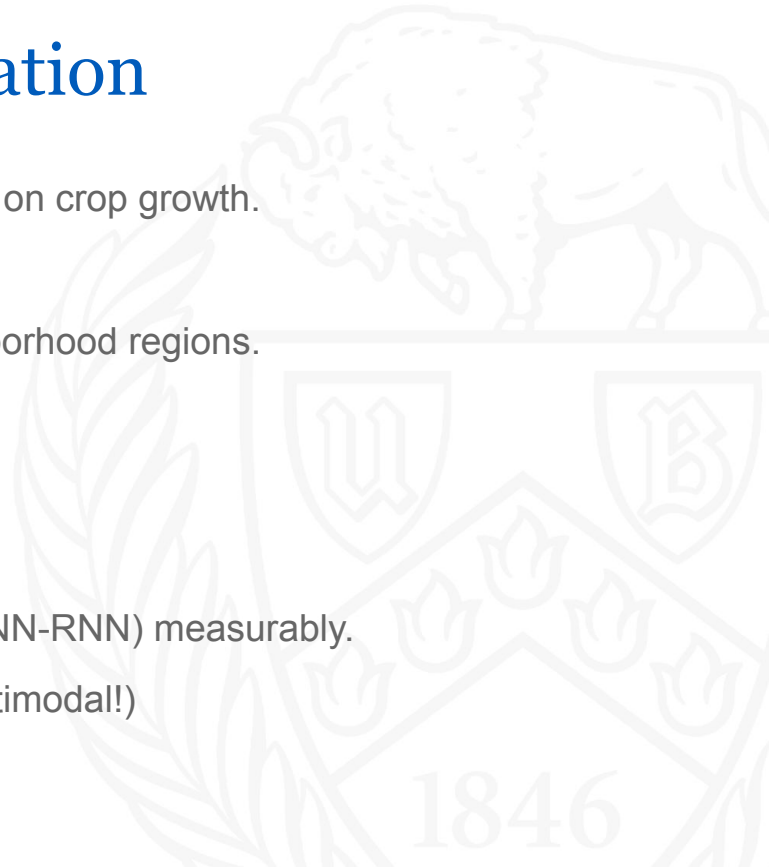 ation
on crop growth.
orhood regions.
NN-RNN) measurably.
timodal!)
U B
1846